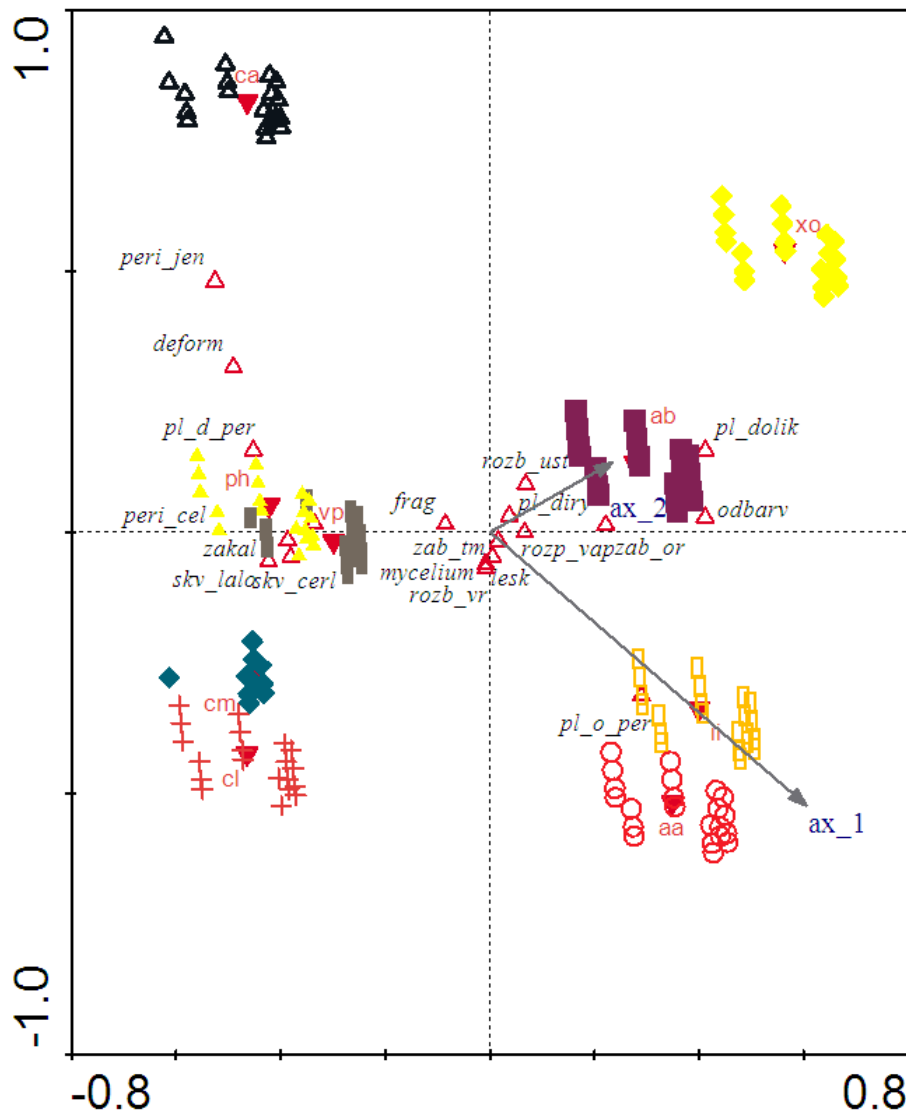 1.0
ca
xo
peri_jen
deform
pl_d_per
ab
pl_dolik
rozb_ust
ph
peri_cel
vp
frag
pl_diry
ax_2
odbarv
zakal
zab_tm
rozp_vap
zab_or
skv_lalo
skv_cerl
mycelium
lesk
rozb_vr
cm
pl_o_per
li
cl
aa
ax_1
-1.0
-0.8
0.8